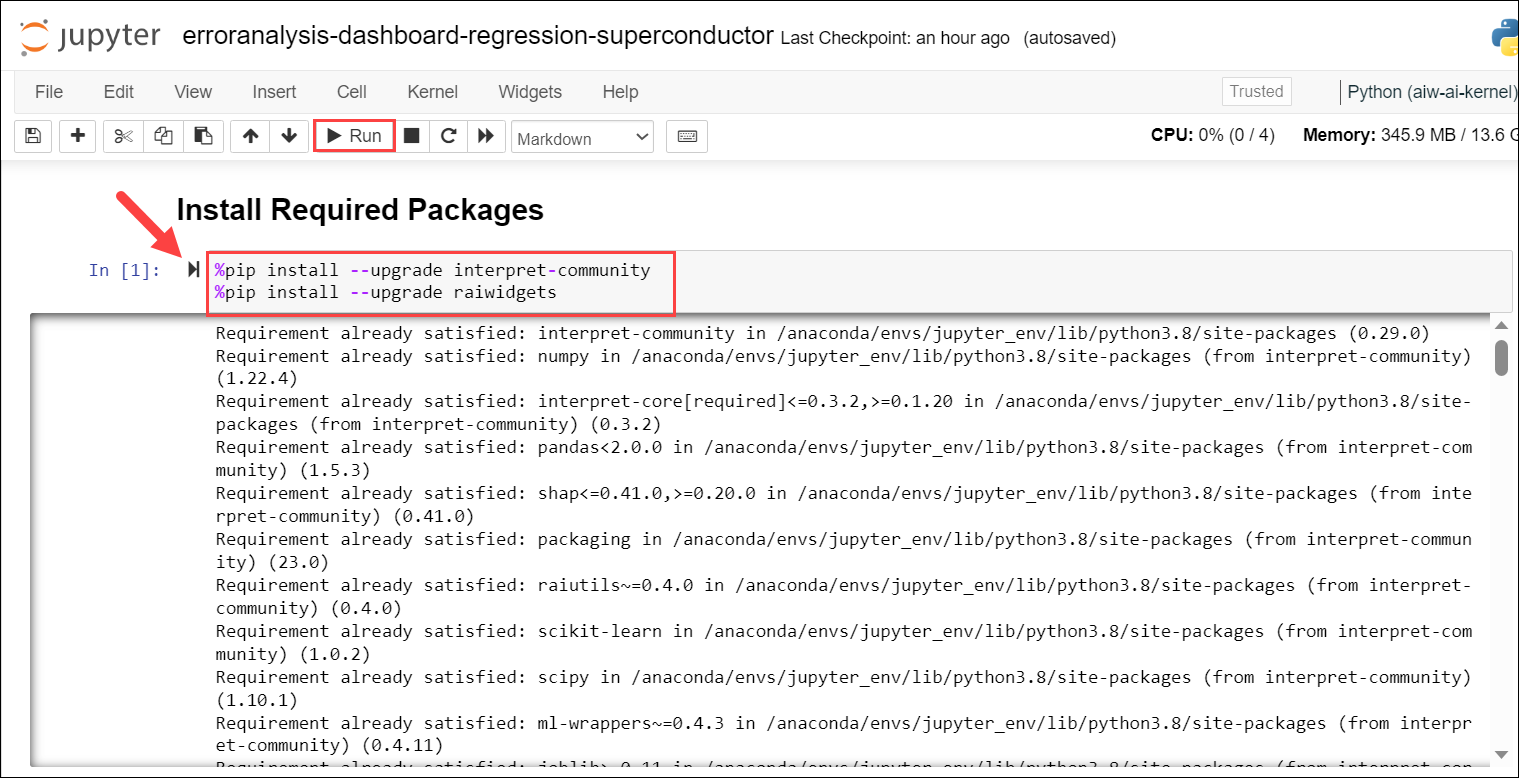 jupyter erroranalysis-dashboard-regression-superconductor Last Checkpoint: an hour ago (autosaved)
File Edit View Insert Cell Kernel Widgets Help Trusted Python (aiw-ai-kernel)
Run Markdown CPU: 0% (0 / 4) Memory: 345.9 MB / 13.6 G
Install Required Packages
In [1]: %pip install --upgrade interpret-community
%pip install --upgrade raiwidgets
Requirement already satisfied: interpret-community in /anaconda/envs/jupyter_env/lib/python3.8/site-packages (0.29.0)
Requirement already satisfied: numpy in /anaconda/envs/jupyter_env/lib/python3.8/site-packages (from interpret-community)
(1.22.4)
Requirement already satisfied: interpret-core[required]<=0.3.2,>=0.1.20 in /anaconda/envs/jupyter_env/lib/python3.8/site-
packages (from interpret-community) (0.3.2)
Requirement already satisfied: pandas<2.0.0 in /anaconda/envs/jupyter_env/lib/python3.8/site-packages (from interpret-com
munity) (1.5.3)
Requirement already satisfied: shap<=0.41.0,>=0.20.0 in /anaconda/envs/jupyter_env/lib/python3.8/site-packages (from inte
rpret-community) (0.41.0)
Requirement already satisfied: packaging in /anaconda/envs/jupyter_env/lib/python3.8/site-packages (from interpret-commun
ity) (23.0)
Requirement already satisfied: raiutils~=0.4.0 in /anaconda/envs/jupyter_env/lib/python3.8/site-packages (from interpret-
community) (0.4.0)
Requirement already satisfied: scikit-learn in /anaconda/envs/jupyter_env/lib/python3.8/site-packages (from interpret-com
munity) (1.0.2)
Requirement already satisfied: scipy in /anaconda/envs/jupyter_env/lib/python3.8/site-packages (from interpret-community)
(1.10.1)
Requirement already satisfied: ml-wrappers~=0.4.3 in /anaconda/envs/jupyter_env/lib/python3.8/site-packages (from interpr
et-community) (0.4.11)
Requirement already satisfied: